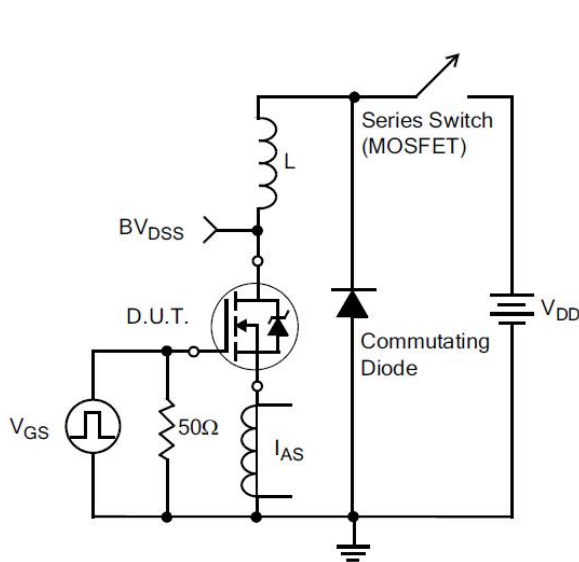 Series Switch
(MOSFET)
L
BVDSS
D.U.T.
VDD
Commutating
Diode
VGS
50Ω
IAS